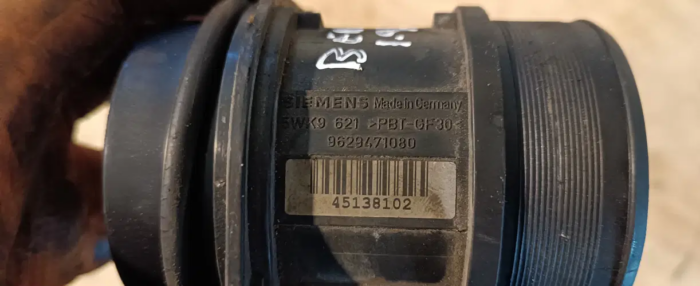 SIEMENS Made in Germany
5WK9 621 >PBT-GF30<
9629471080
45138102